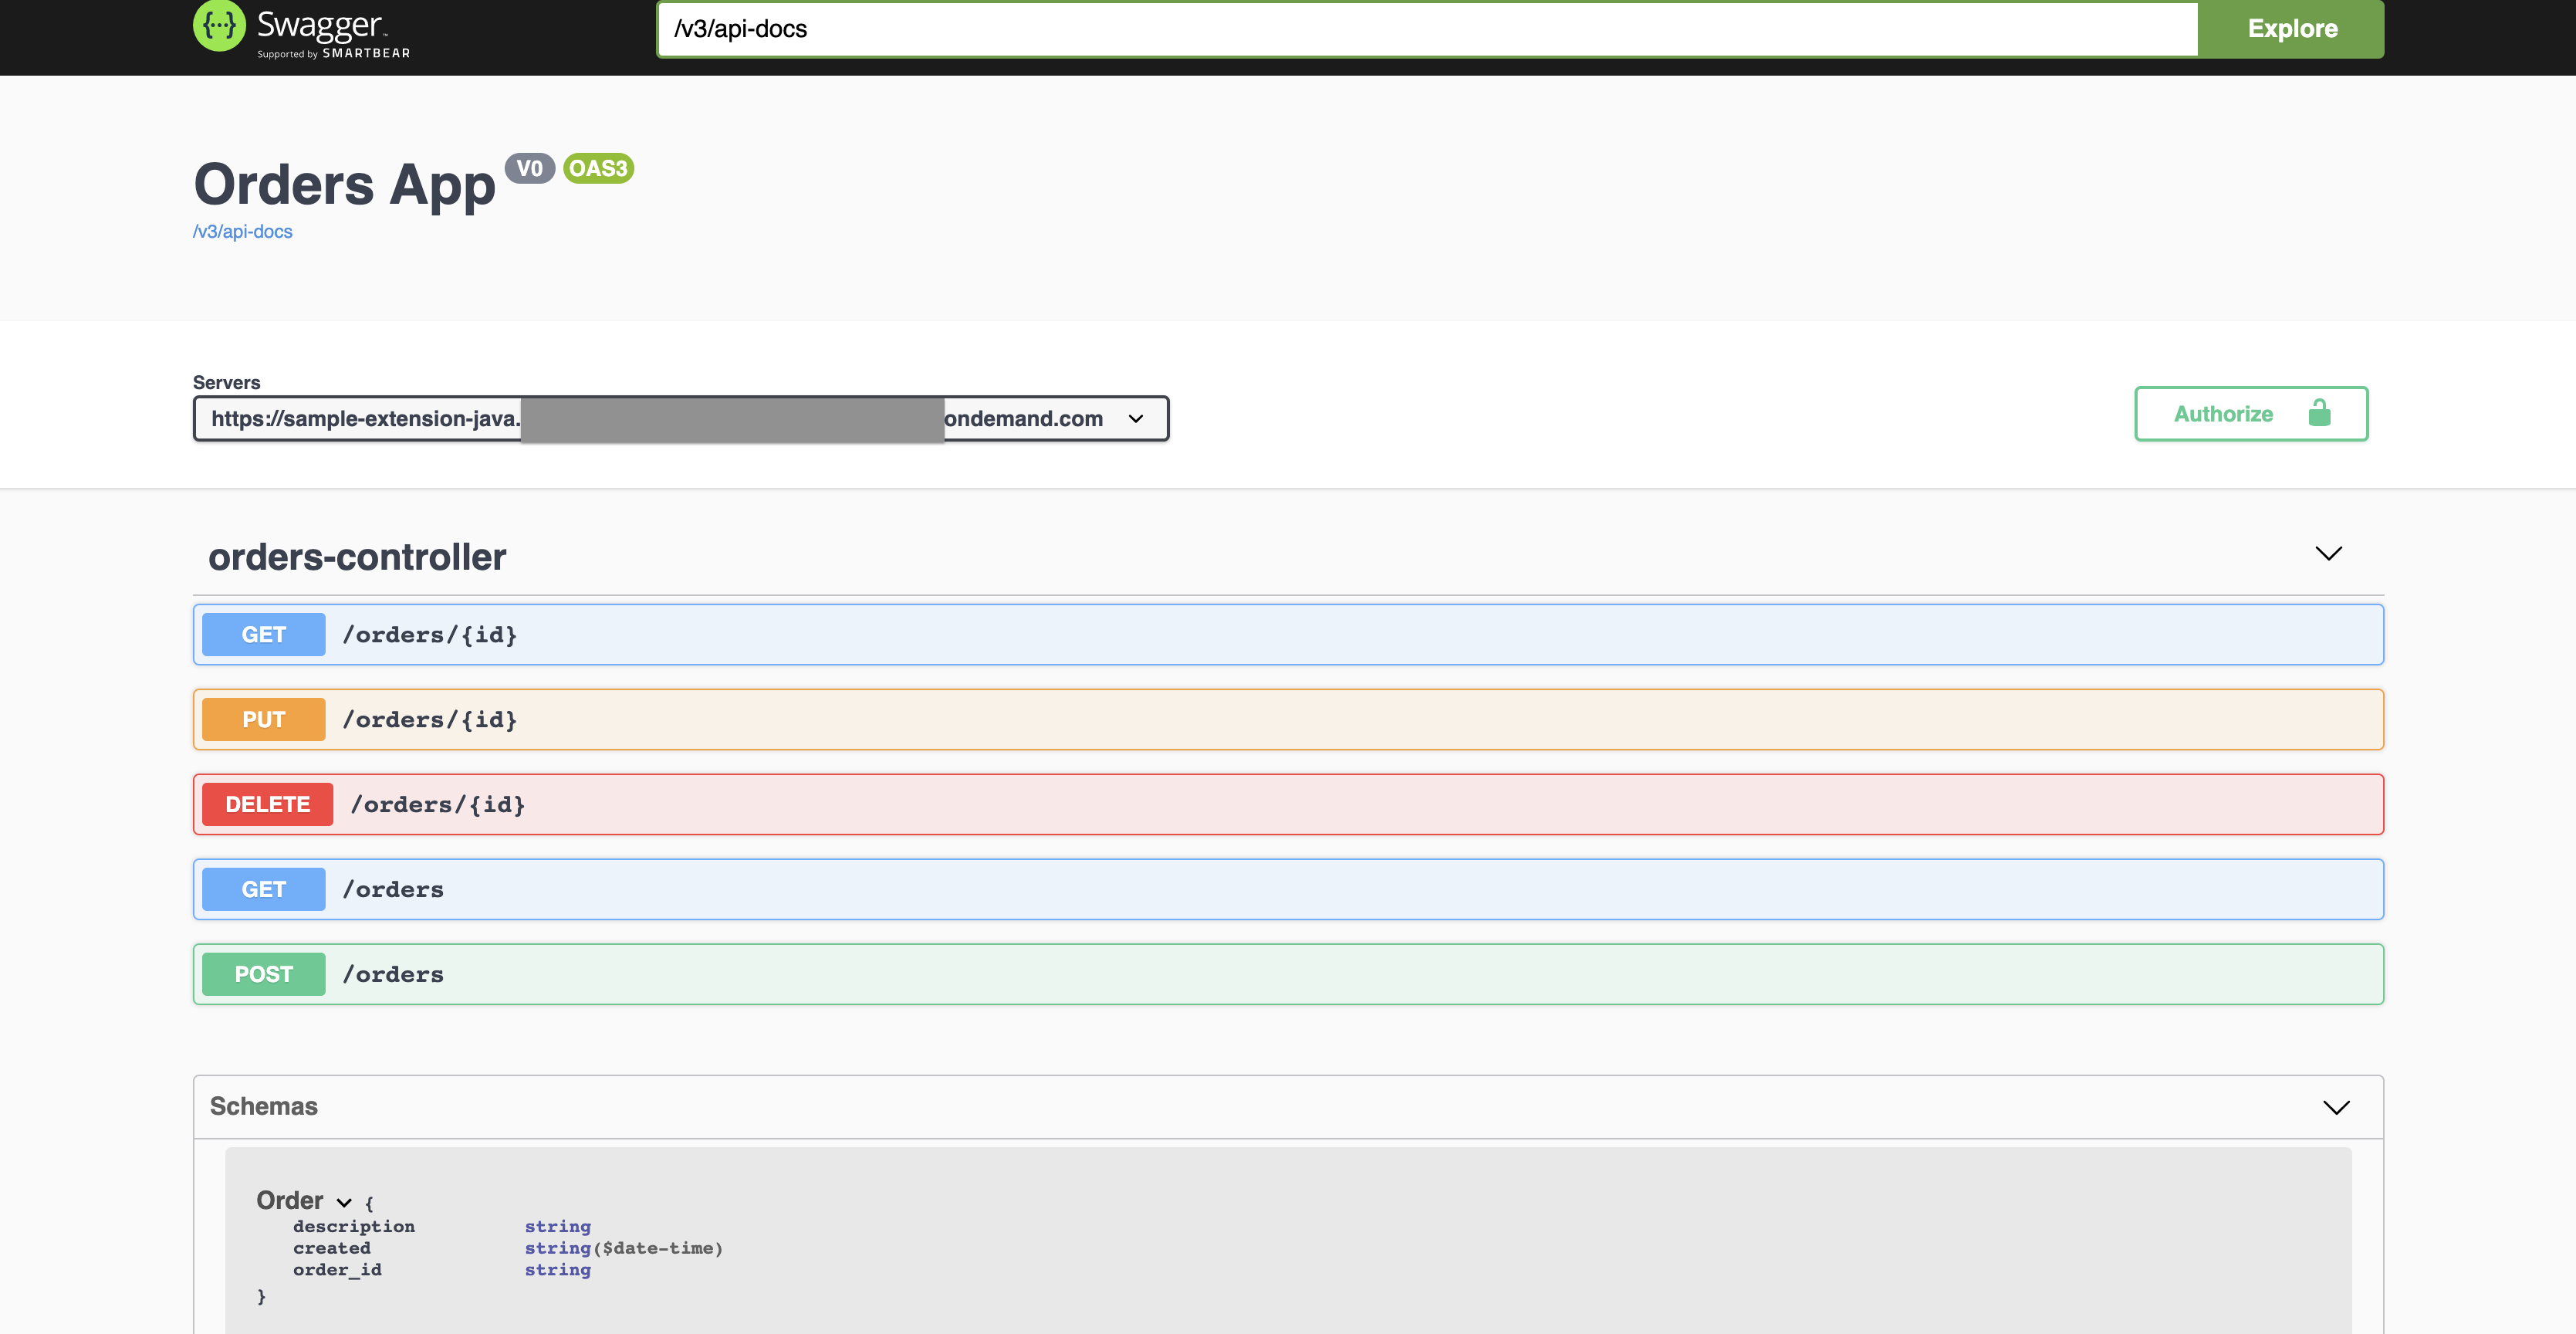 Swagger™
Supported by SMARTBEAR
/v3/api-docs
Explore
Orders App V0 OAS3
/v3/api-docs
Servers
https://sample-extension-java. ondemand.com
Authorize
orders-controller
GET /orders/{id}
PUT /orders/{id}
DELETE /orders/{id}
GET /orders
POST /orders
Schemas
Order {
description string
created string($date-time)
order_id string
}